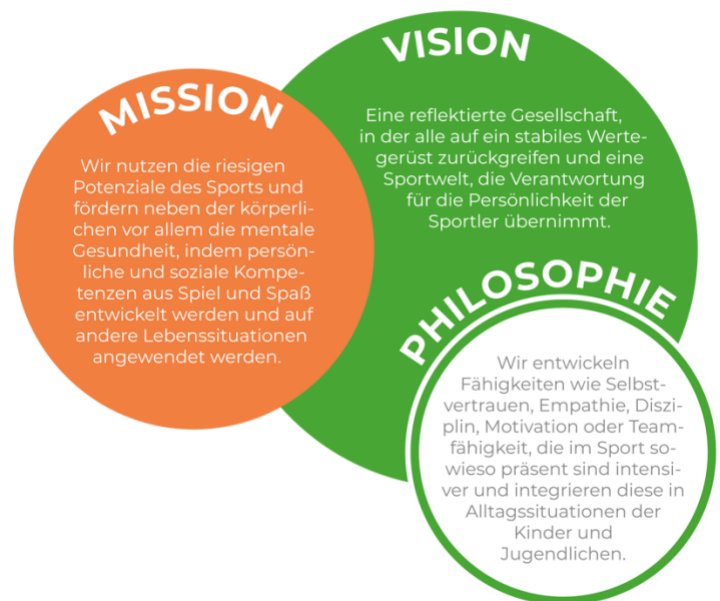 MISSION
Wir nutzen die riesigen
Potenziale des Sports und
fördern neben der körperli-
chen vor allem die mentale
Gesundheit, indem persön-
liche und soziale Kompe-
tenzen aus Spiel und Spaß
entwickelt werden und auf
andere Lebenssituationen
angewendet werden.
VISION
Eine reflektierte Gesellschaft,
in der alle auf ein stabiles Werte-
gerüst zurückgreifen und eine
Sportwelt, die Verantwortung
für die Persönlichkeit der
Sportler übernimmt.
PHILOSOPHIE
Wir entwickeln
Fähigkeiten wie Selbst-
vertrauen, Empathie, Diszi-
plin, Motivation oder Team-
fähigkeit, die im Sport so-
wieso präsent sind intensi-
ver und integrieren diese in
Alltagssituationen der
Kinder und
Jugendlichen.